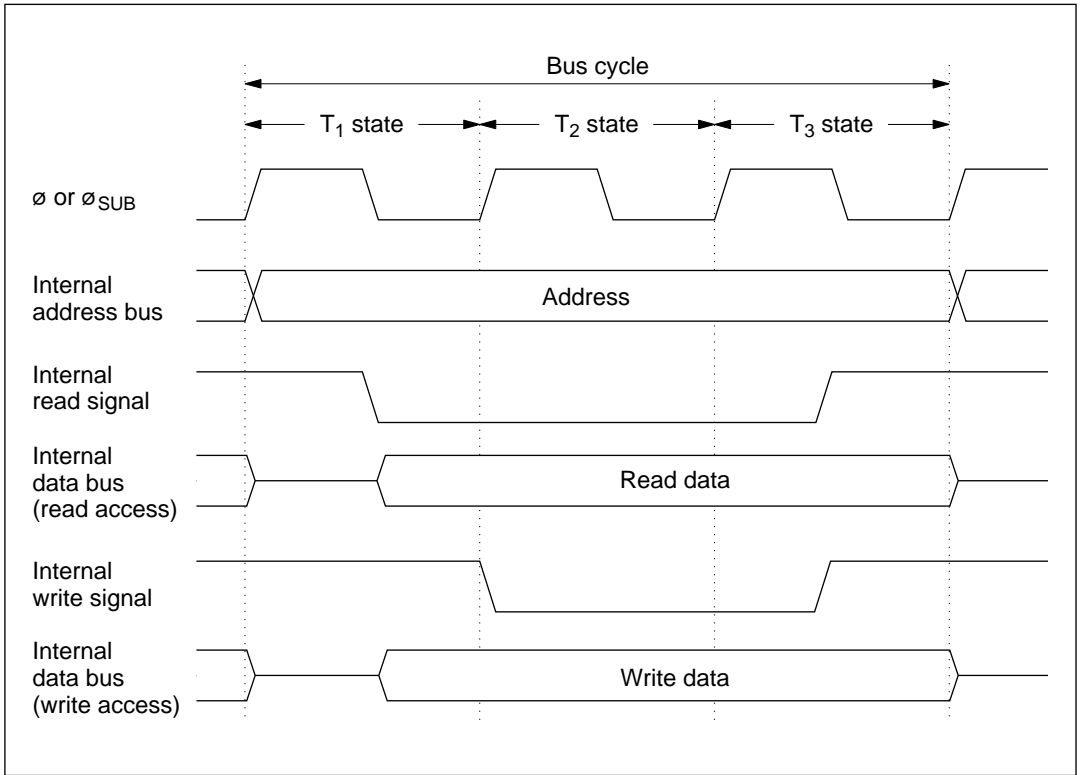 Bus cycle
T₁ state
T₂ state
T₃ state
ø or ø_SUB
Internal
address bus
Address
Internal
read signal
Internal
data bus
(read access)
Read data
Internal
write signal
Internal
data bus
(write access)
Write data